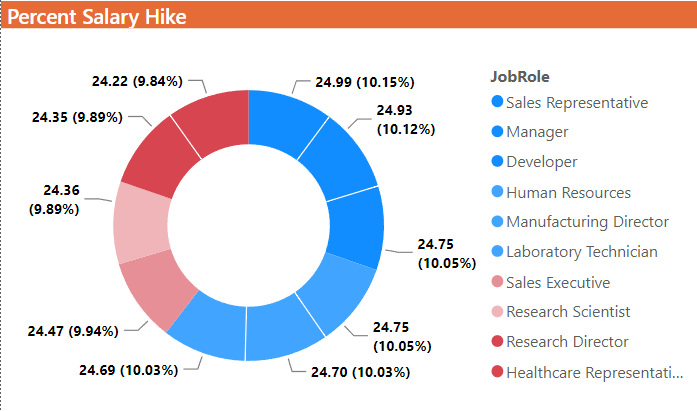 Percent Salary Hike
24.99 (10.15%)
24.93
(10.12%)
24.75
(10.05%)
24.75
(10.05%)
24.70 (10.03%)
24.69 (10.03%)
24.47 (9.94%)
24.36
(9.89%)
24.35 (9.89%)
24.22 (9.84%)
JobRole
Sales Representative
Manager
Developer
Human Resources
Manufacturing Director
Laboratory Technician
Sales Executive
Research Scientist
Research Director
Healthcare Representati...